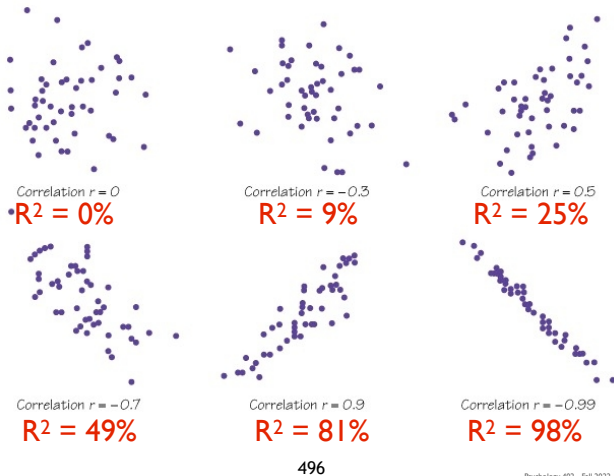 Correlation r = 0
Correlation r = −0.3
Correlation r = 0.5
R² = 0%
R² = 9%
R² = 25%
Correlation r = −0.7
Correlation r = 0.9
Correlation r = −0.99
R² = 49%
R² = 81%
R² = 98%
496